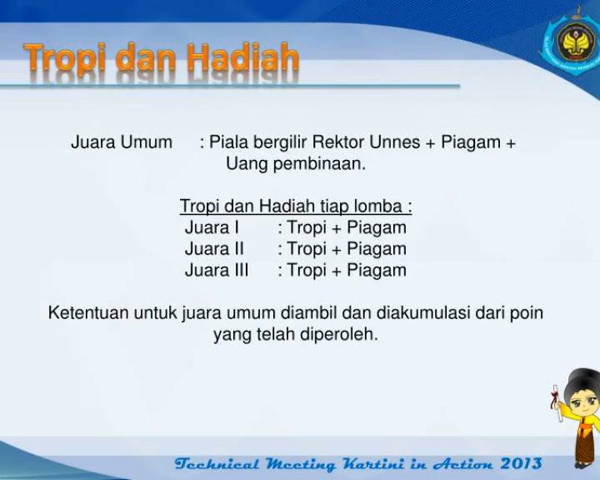 Tropi dan Hadiah
Juara Umum : Piala bergilir Rektor Unnes + Piagam +
Uang pembinaan.
Tropi dan Hadiah tiap lomba :
Juara I : Tropi + Piagam
Juara II : Tropi + Piagam
Juara III : Tropi + Piagam
Ketentuan untuk juara umum diambil dan diakumulasi dari poin
yang telah diperoleh.
Technical Meeting Kartini in Action 2013